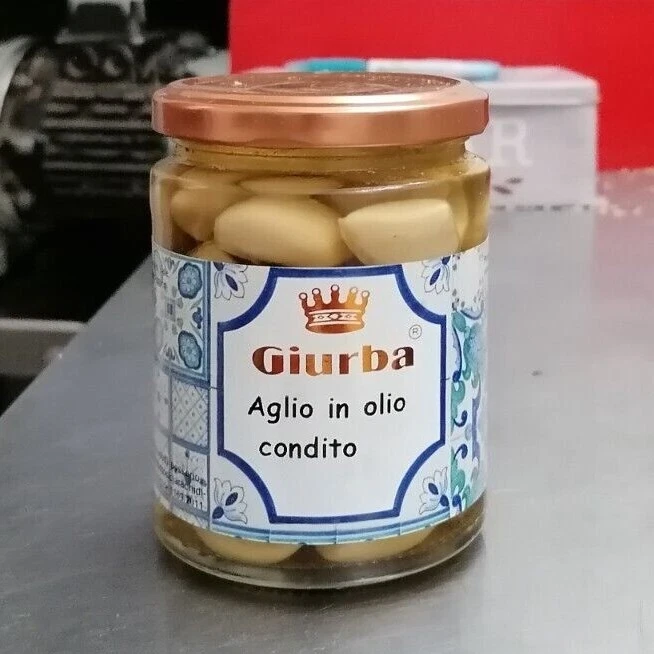 R
Giurba ®
Aglio in olio
condito